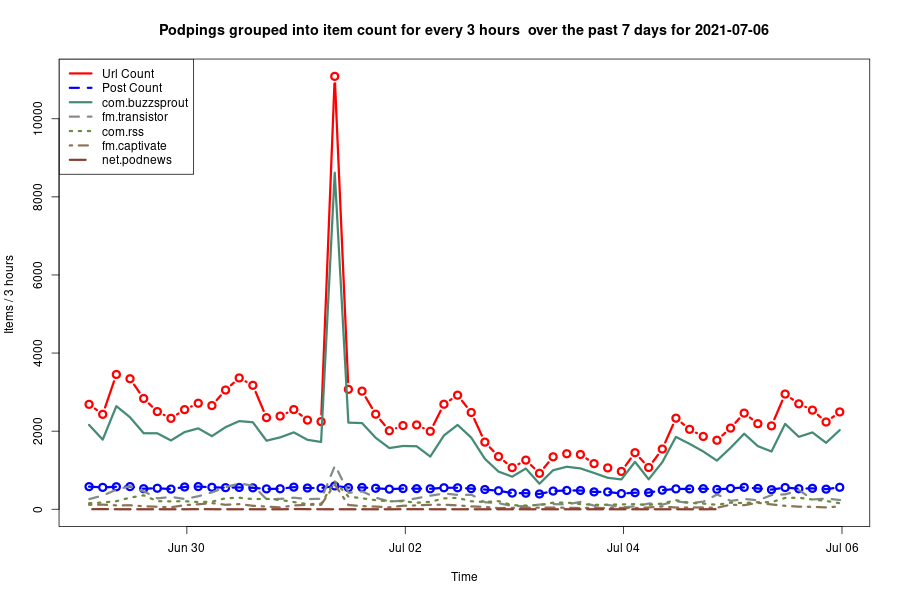 Podpings grouped into item count for every 3 hours  over the past 7 days for 2021-07-06
Url Count
Post Count
com.buzzsprout
fm.transistor
com.rss
fm.captivate
net.podnews
Items / 3 hours
10000
8000
6000
4000
2000
0
Jun 30
Jul 02
Jul 04
Jul 06
Time